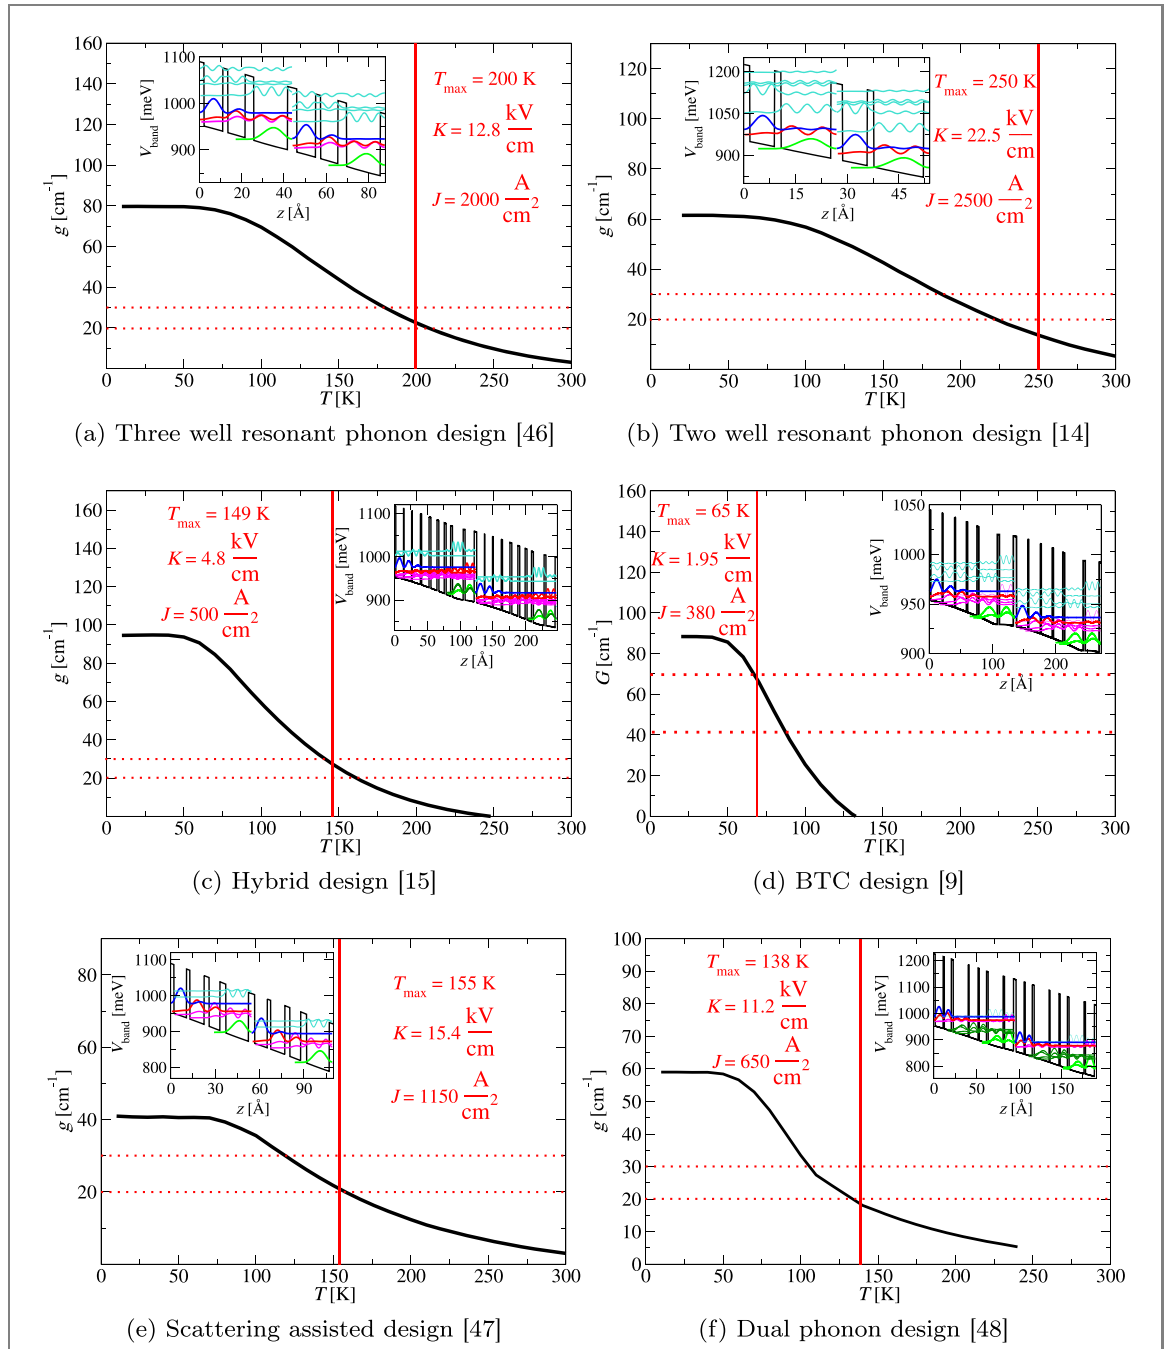 160
140
120
100
80
60
40
20
0
g [cm⁻¹]
0 50 100 150 200 250 300
T [K]
1100
1000
900
V_band [meV]
0 20 40 60 80
z [Å]
T_max = 200 K
K = 12.8 kV/cm
J = 2000 A/cm²
(a) Three well resonant phonon design [46]
120
100
80
60
40
20
0
g [cm⁻¹]
0 50 100 150 200 250 300
T [K]
1200
1050
900
V_band [meV]
0 15 30 45
z [Å]
T_max = 250 K
K = 22.5 kV/cm
J = 2500 A/cm²
(b) Two well resonant phonon design [14]
160
140
120
100
80
60
40
20
g [cm⁻¹]
0 50 100 150 200 250 300
T [K]
T_max = 149 K
K = 4.8 kV/cm
J = 500 A/cm²
1100
1000
900
V_band [meV]
0 50 100 150 200
z [Å]
(c) Hybrid design [15]
160
140
120
100
80
60
40
20
0
G [cm⁻¹]
0 50 100 150 200 250 300
T [K]
T_max = 65 K
K = 1.95 kV/cm
J = 380 A/cm²
1050
1000
950
900
V_band [meV]
0 100 200
z [Å]
(d) BTC design [9]
80
60
40
20
0
g [cm⁻¹]
0 50 100 150 200 250 300
T [K]
1100
1000
900
800
V_band [meV]
0 30 60 90
z [Å]
T_max = 155 K
K = 15.4 kV/cm
J = 1150 A/cm²
(e) Scattering assisted design [47]
100
90
80
70
60
50
40
30
20
10
0
g [cm⁻¹]
0 50 100 150 200 250 300
T [K]
T_max = 138 K
K = 11.2 kV/cm
J = 650 A/cm²
1200
1100
1000
900
800
V_band [meV]
0 50 100 150
z [Å]
(f) Dual phonon design [48]